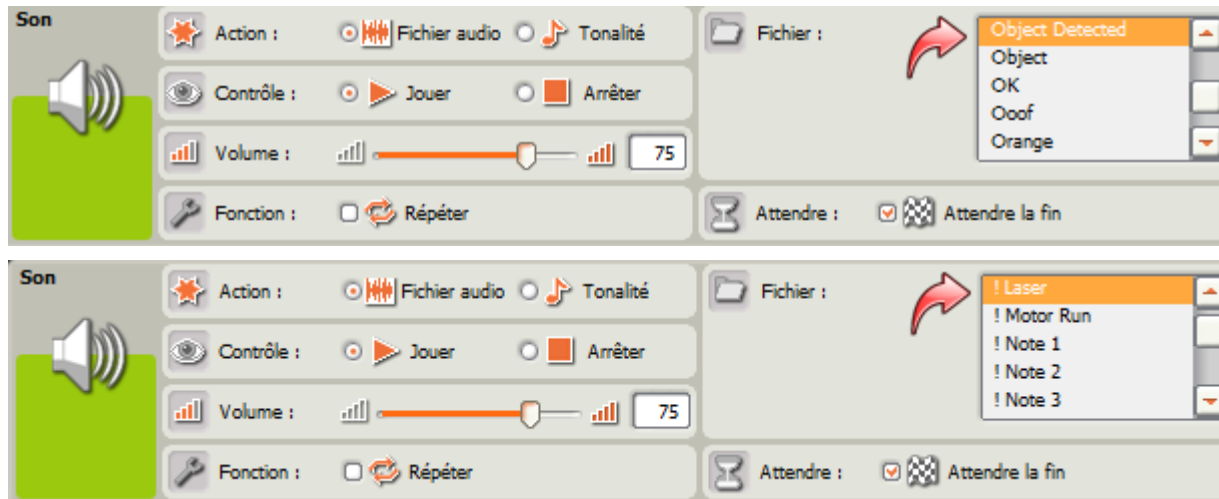 Son
Action : Fichier audio Tonalité
Contrôle : Jouer Arrêter
Volume : 75
Fonction : Répéter
Fichier :
Object Detected
Object
OK
Ooof
Orange
Attendre : Attendre la fin
Son
Action : Fichier audio Tonalité
Contrôle : Jouer Arrêter
Volume : 75
Fonction : Répéter
Fichier :
! Laser
! Motor Run
! Note 1
! Note 2
! Note 3
Attendre : Attendre la fin